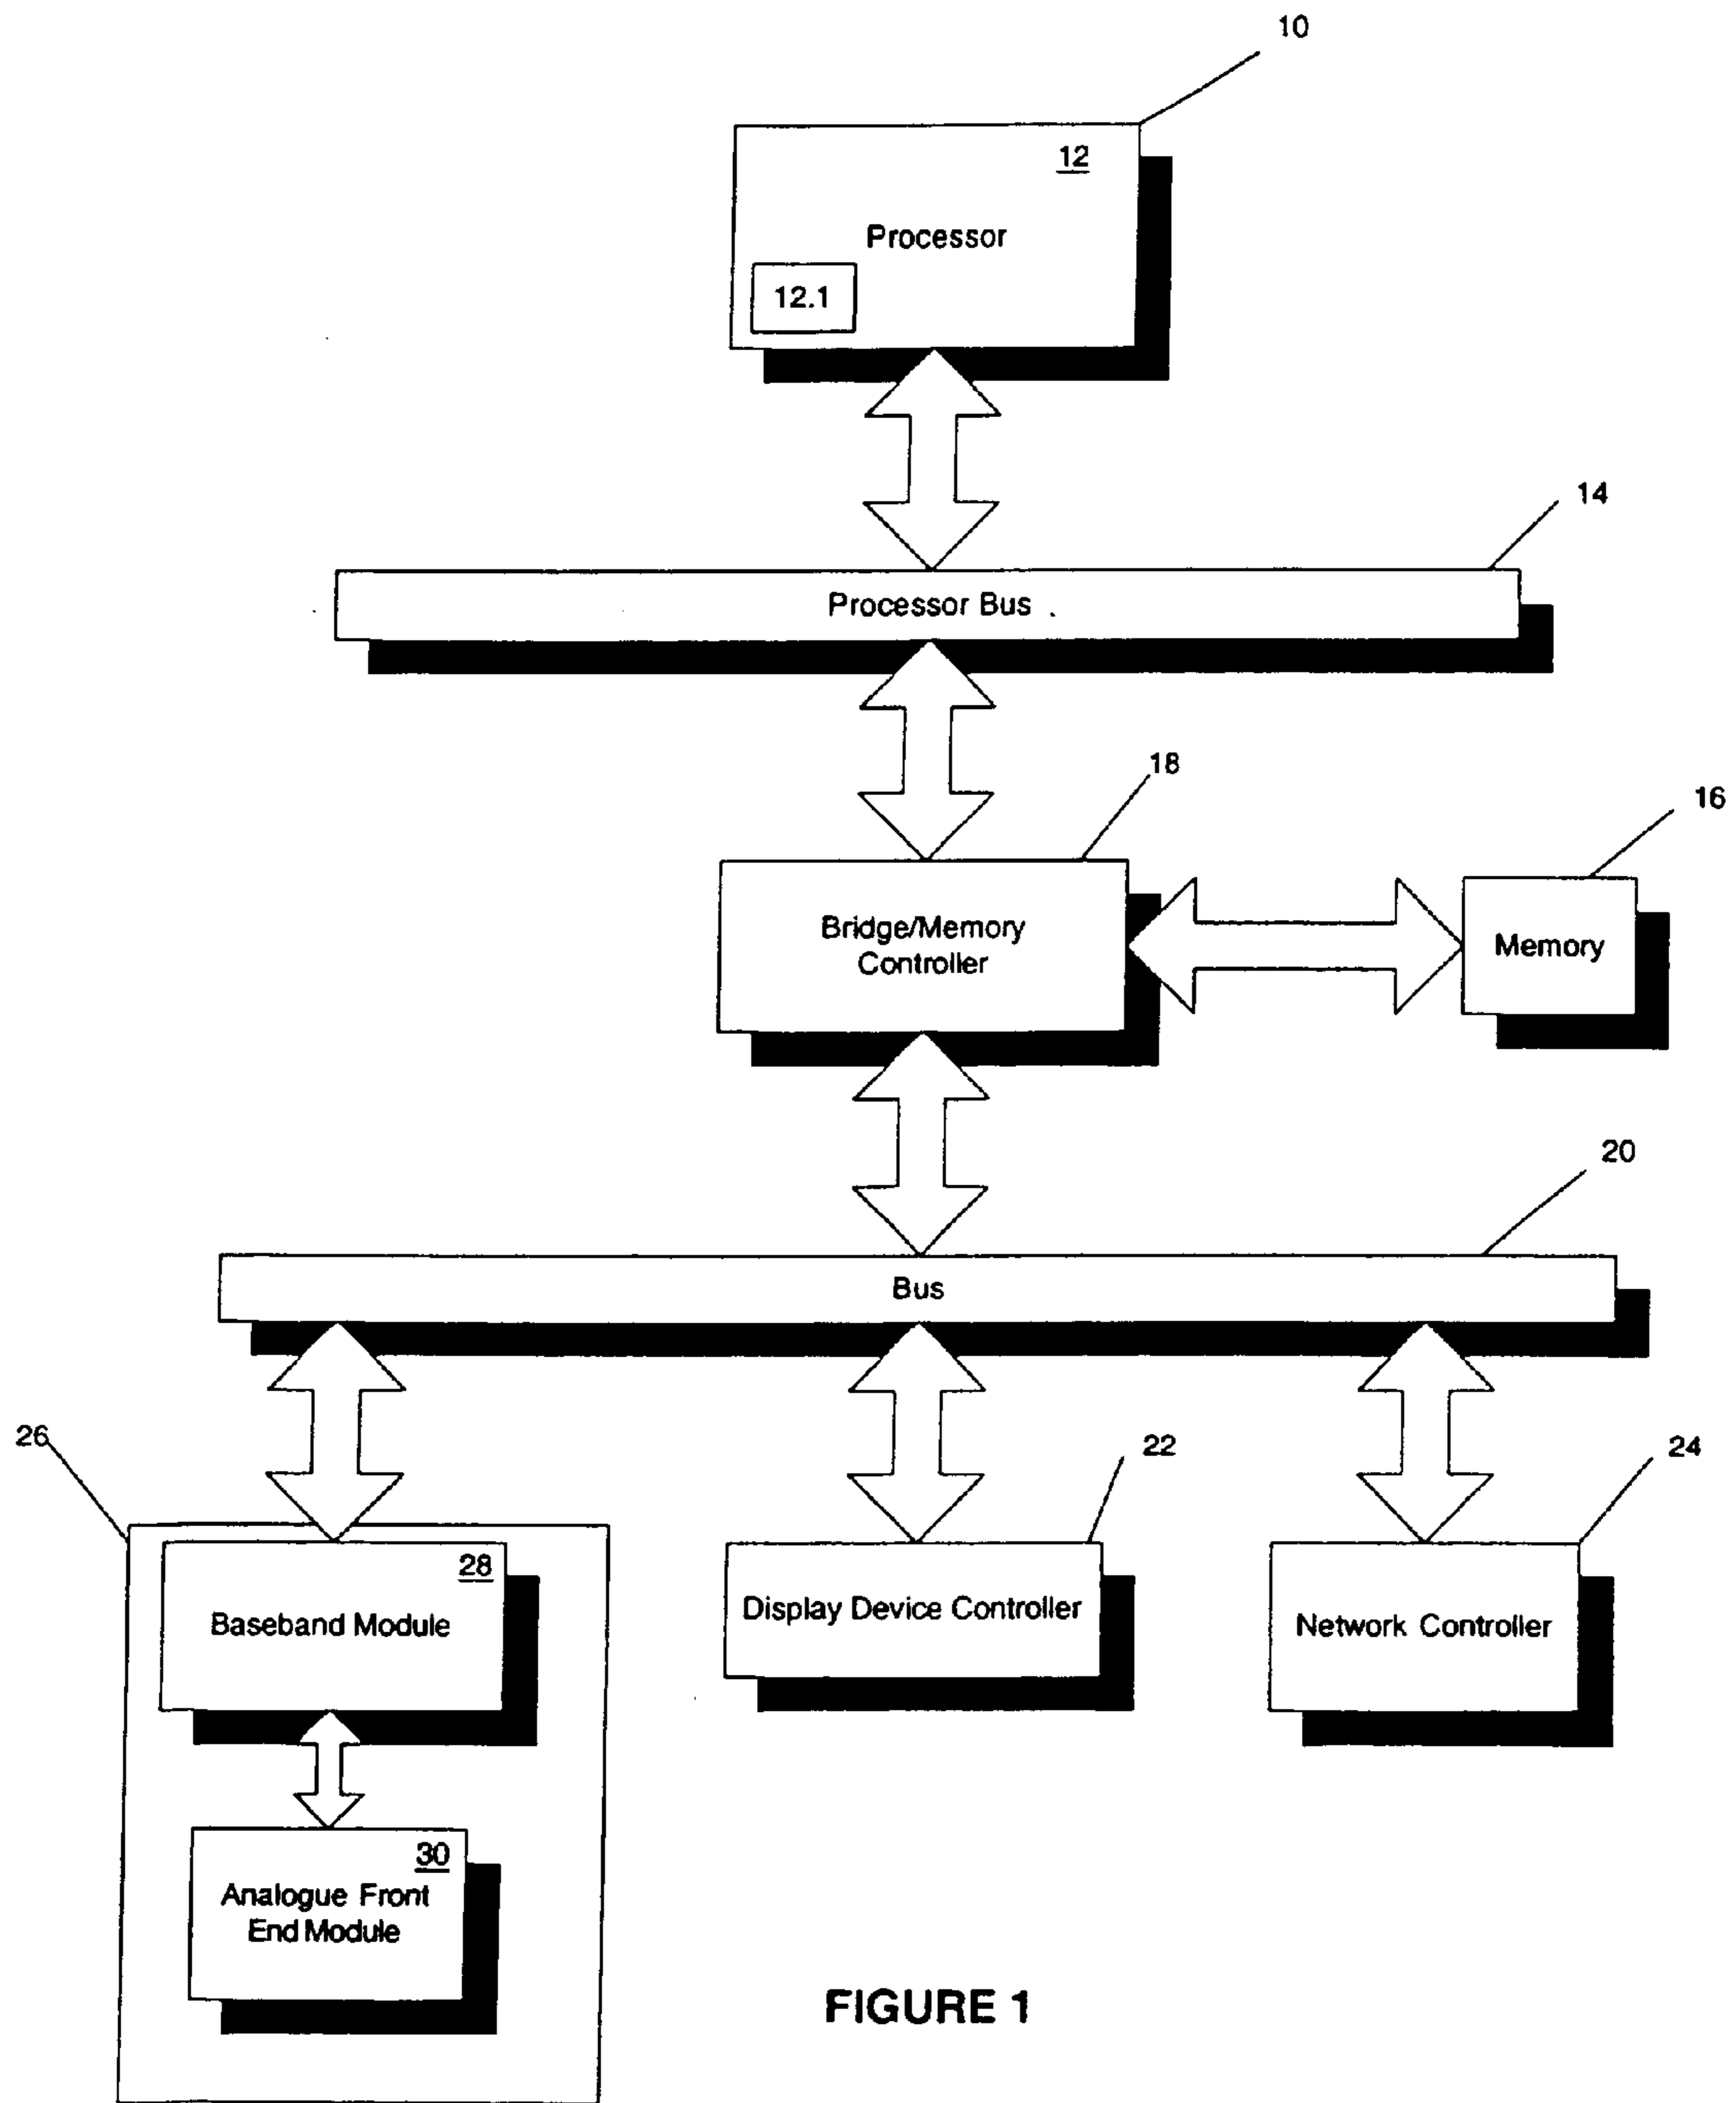 10
12
Processor
12.1
14
Processor Bus
18
16
Bridge/Memory
Controller
Memory
20
Bus
26
22
24
28
Baseband Module
Display Device Controller
Network Controller
30
Analogue Front
End Module
FIGURE 1